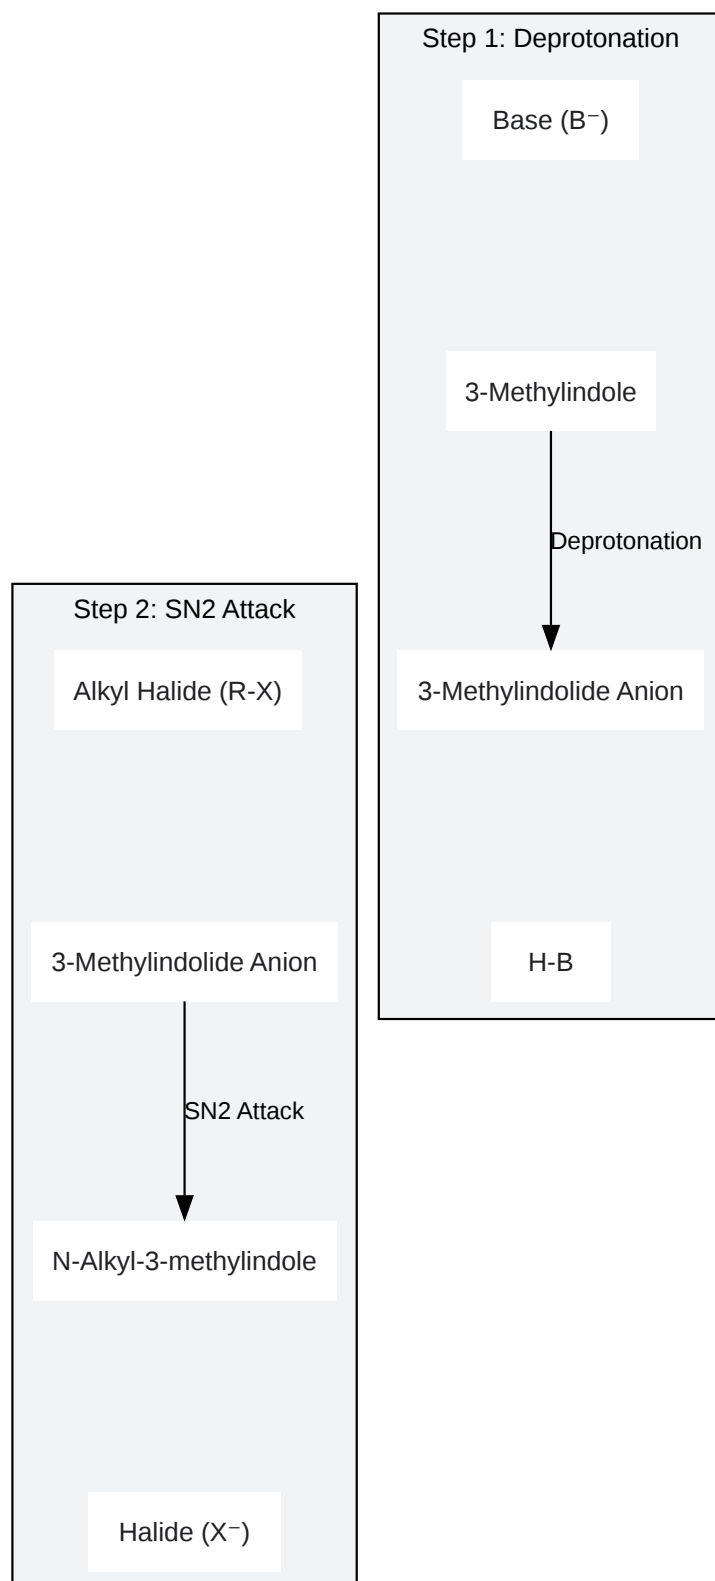 Step 1: Deprotonation
Base (B⁻)
3-Methylindole
Deprotonation
3-Methylindolide Anion
H-B
Step 2: SN2 Attack
Alkyl Halide (R-X)
3-Methylindolide Anion
SN2 Attack
N-Alkyl-3-methylindole
Halide (X⁻)